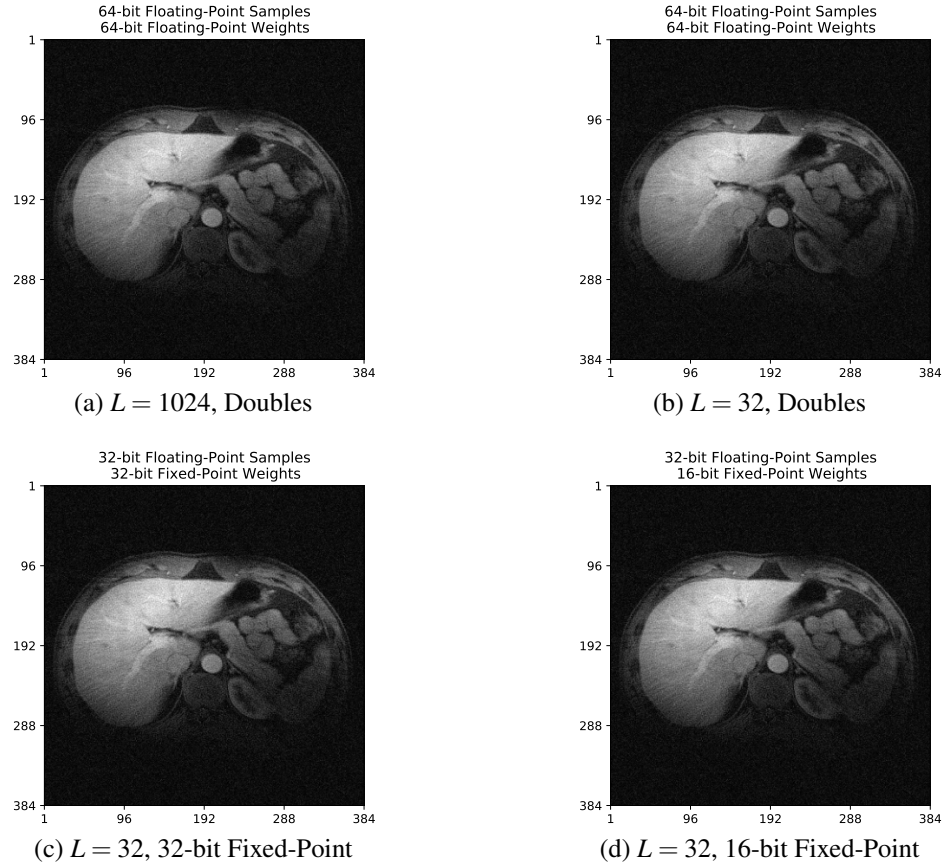 64-bit Floating-Point Samples
64-bit Floating-Point Weights
1
96
192
288
384
1 96 192 288 384
(a) L = 1024, Doubles
64-bit Floating-Point Samples
64-bit Floating-Point Weights
1
96
192
288
384
1 96 192 288 384
(b) L = 32, Doubles
32-bit Floating-Point Samples
32-bit Fixed-Point Weights
1
96
192
288
384
1 96 192 288 384
(c) L = 32, 32-bit Fixed-Point
32-bit Floating-Point Samples
16-bit Fixed-Point Weights
1
96
192
288
384
1 96 192 288 384
(d) L = 32, 16-bit Fixed-Point